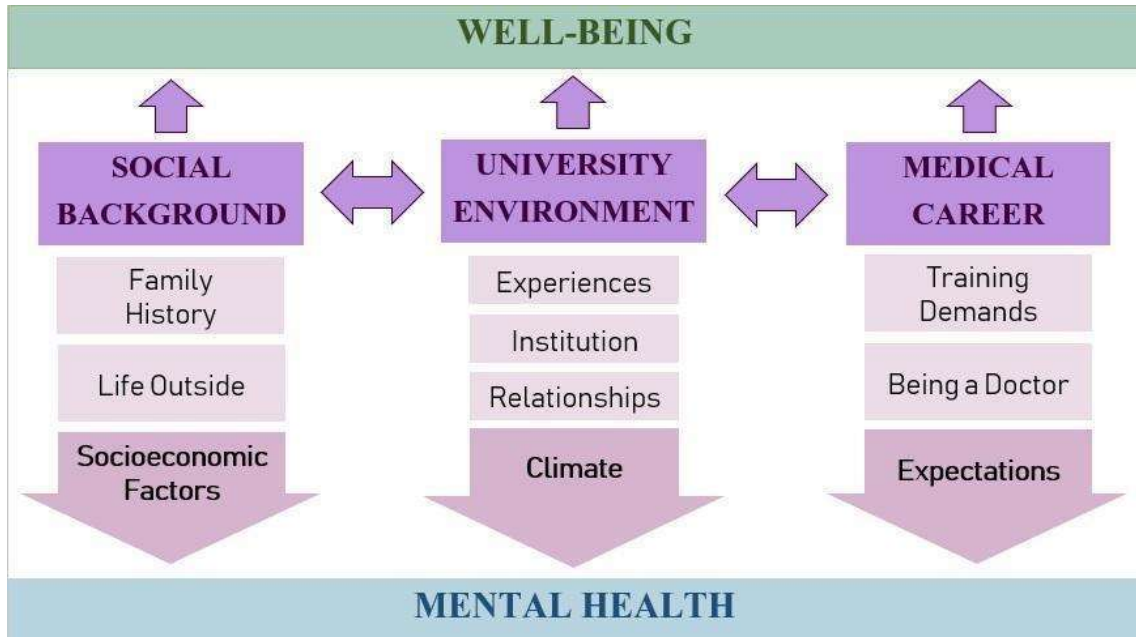 WELL-BEING
SOCIAL
BACKGROUND
UNIVERSITY
ENVIRONMENT
MEDICAL
CAREER
Family
History
Life Outside
Socioeconomic
Factors
Experiences
Institution
Relationships
Climate
Training
Demands
Being a Doctor
Expectations
MENTAL HEALTH